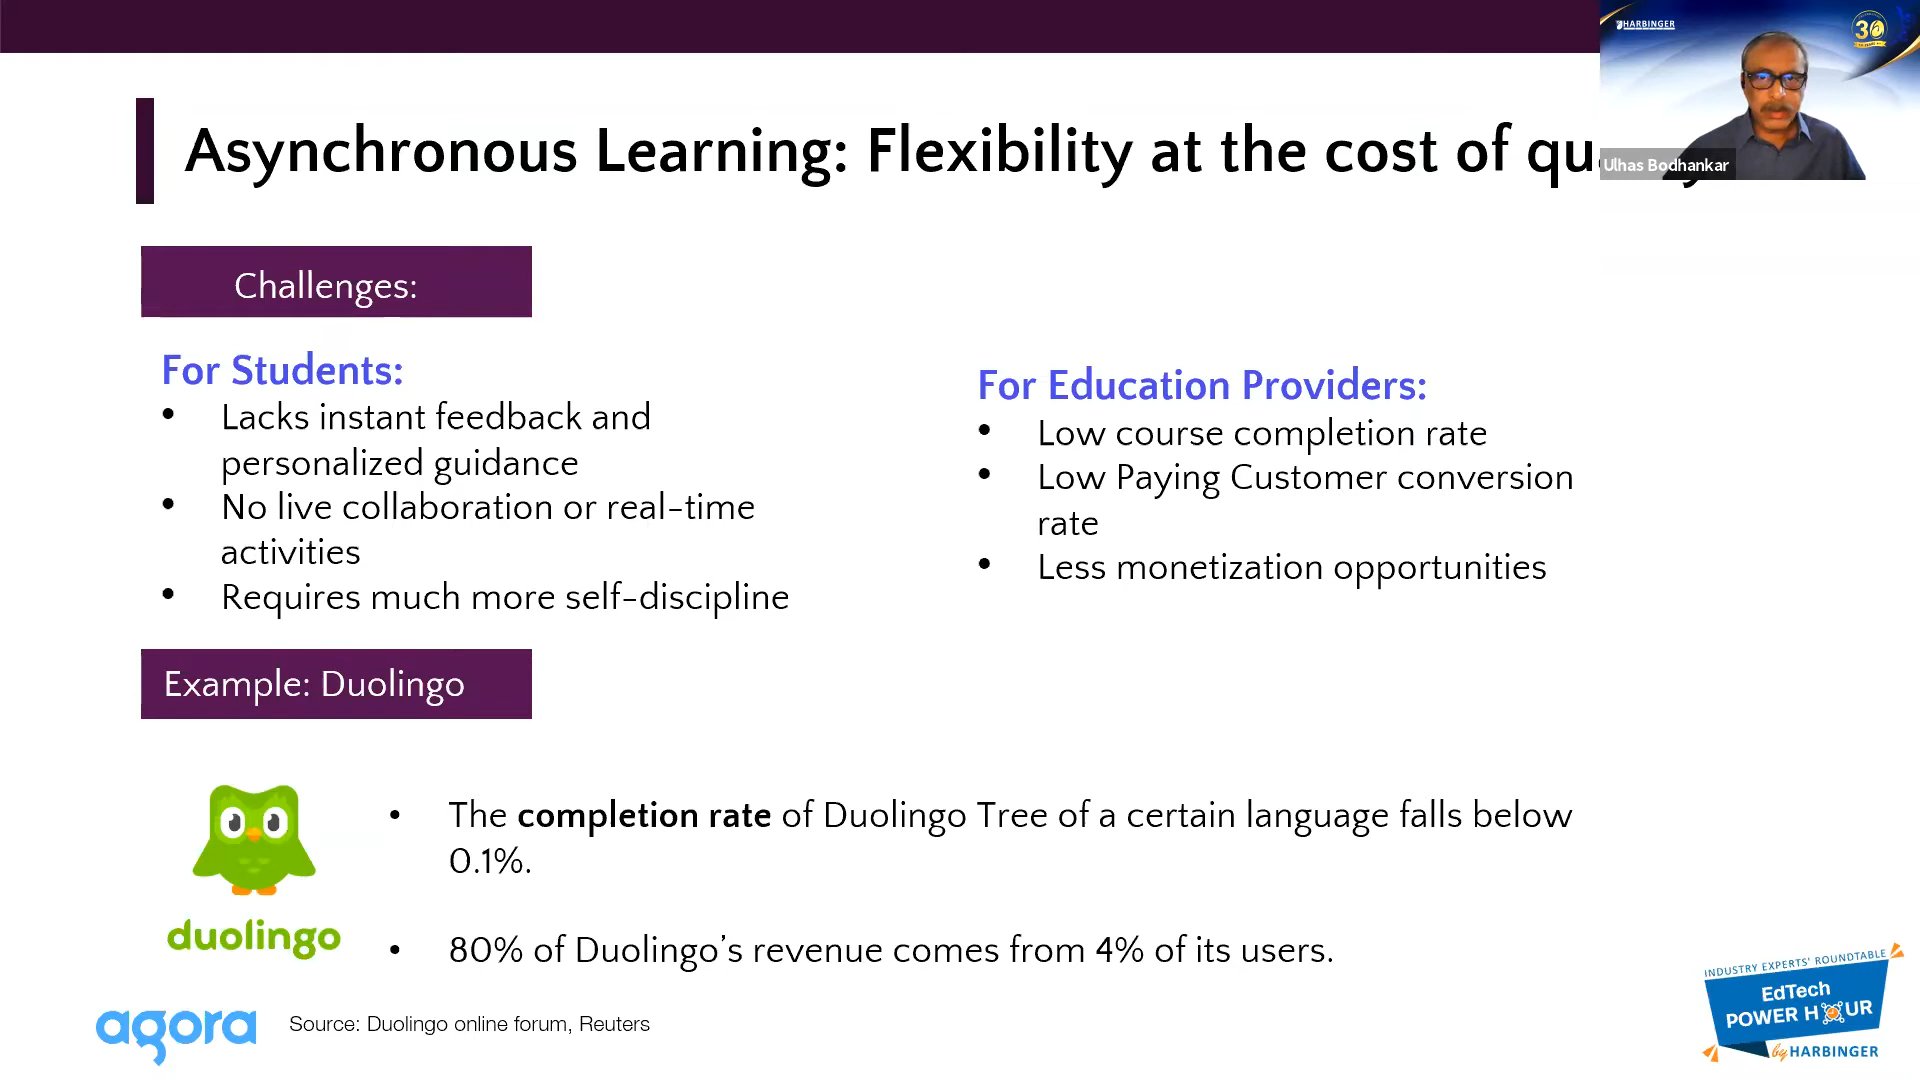 HARBINGER
30
Asynchronous Learning: Flexibility at the cost of qu
Ulhas Bodhankar
Challenges:
For Students:
• Lacks instant feedback and
personalized guidance
• No live collaboration or real-time
activities
• Requires much more self-discipline
For Education Providers:
• Low course completion rate
• Low Paying Customer conversion
rate
• Less monetization opportunities
Example: Duolingo
duolingo
• The completion rate of Duolingo Tree of a certain language falls below
0.1%.
• 80% of Duolingo’s revenue comes from 4% of its users.
agora
Source: Duolingo online forum, Reuters
INDUSTRY EXPERTS' ROUNDTABLE
EdTech
POWER HOUR
by HARBINGER